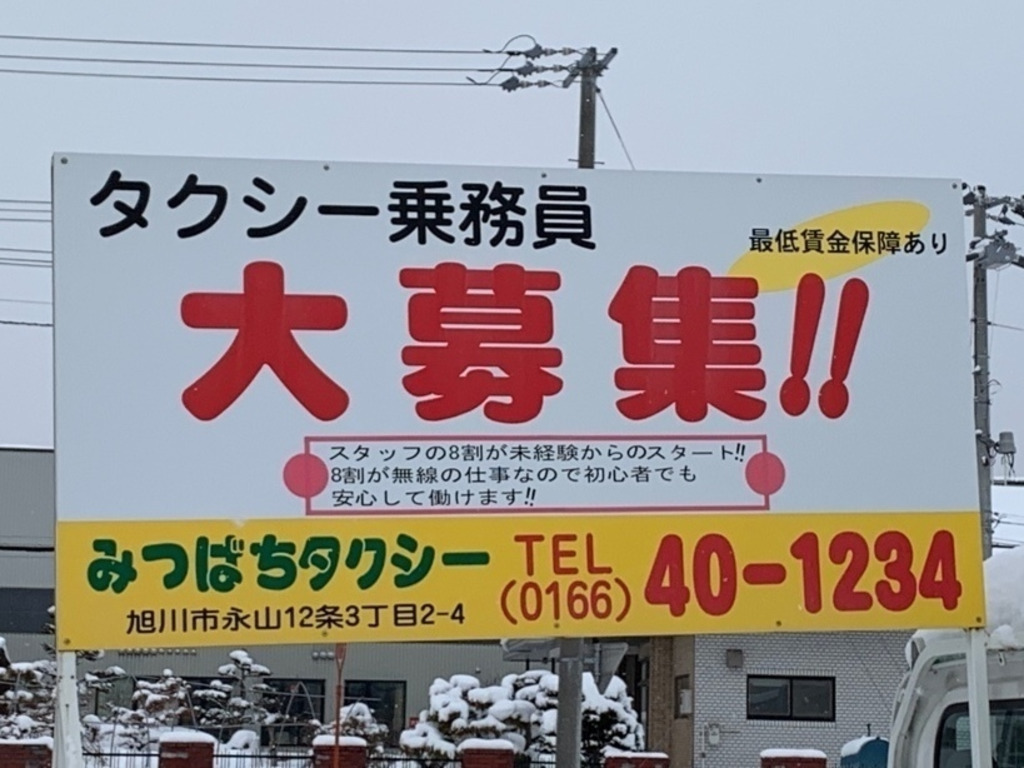 タクシー乗務員
最低賃金保障あり
大募集!!
スタッフの8割が未経験からのスタート!!
8割が無線の仕事なので初心者でも
安心して働けます!!
みつばちタクシー
旭川市永山12条3丁目2-4
TEL
(0166)
40-1234